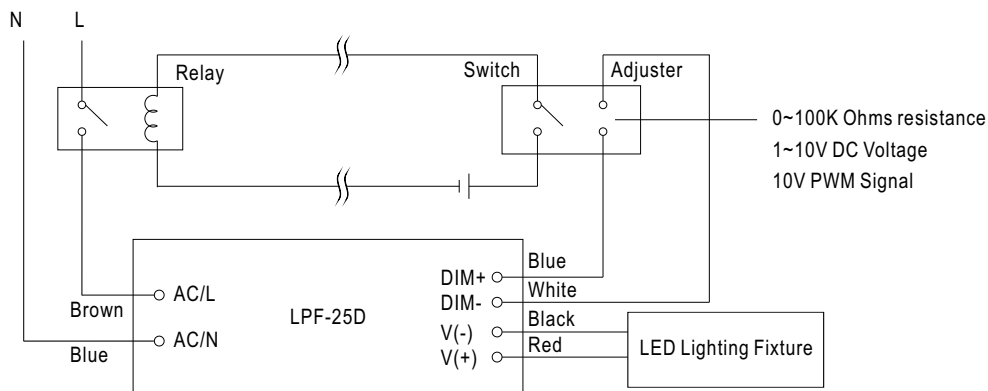 N
L
Relay
Switch
Adjuster
0~100K Ohms resistance
1~10V DC Voltage
10V PWM Signal
Blue
DIM+
White
DIM-
Black
V(-)
Red
V(+)
AC/L
Brown
LPF-25D
AC/N
Blue
LED Lighting Fixture